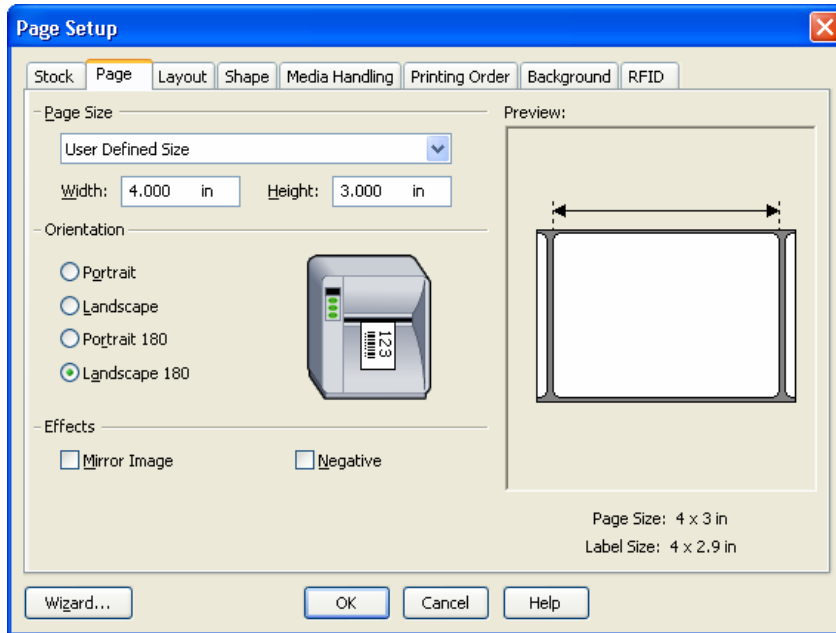 Page Setup
Stock Page Layout Shape Media Handling Printing Order Background RFID
Page Size
User Defined Size
Width: 4.000 in Height: 3.000 in
Orientation
Portrait
Landscape
Portrait 180
Landscape 180
123
Effects
Mirror Image Negative
Preview:
Page Size: 4 x 3 in
Label Size: 4 x 2.9 in
Wizard... OK Cancel Help